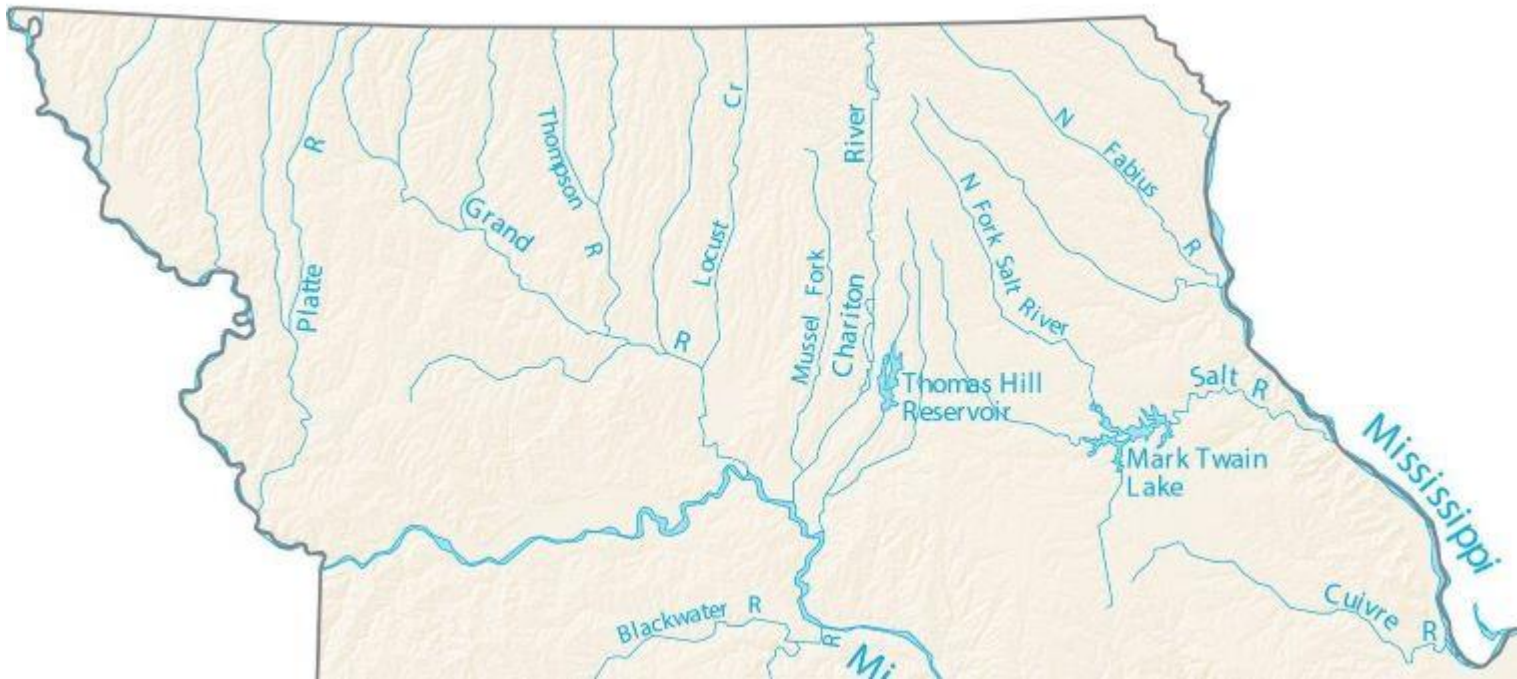 Platte R
Grand R
Thompson R
Locust Cr
Mussel Fork
Chariton River
N Fabius R
N Fork Salt River
Thomas Hill
Reservoir
Salt R
Mark Twain
Lake
Mississippi
Cuivre R
Blackwater R
Mi